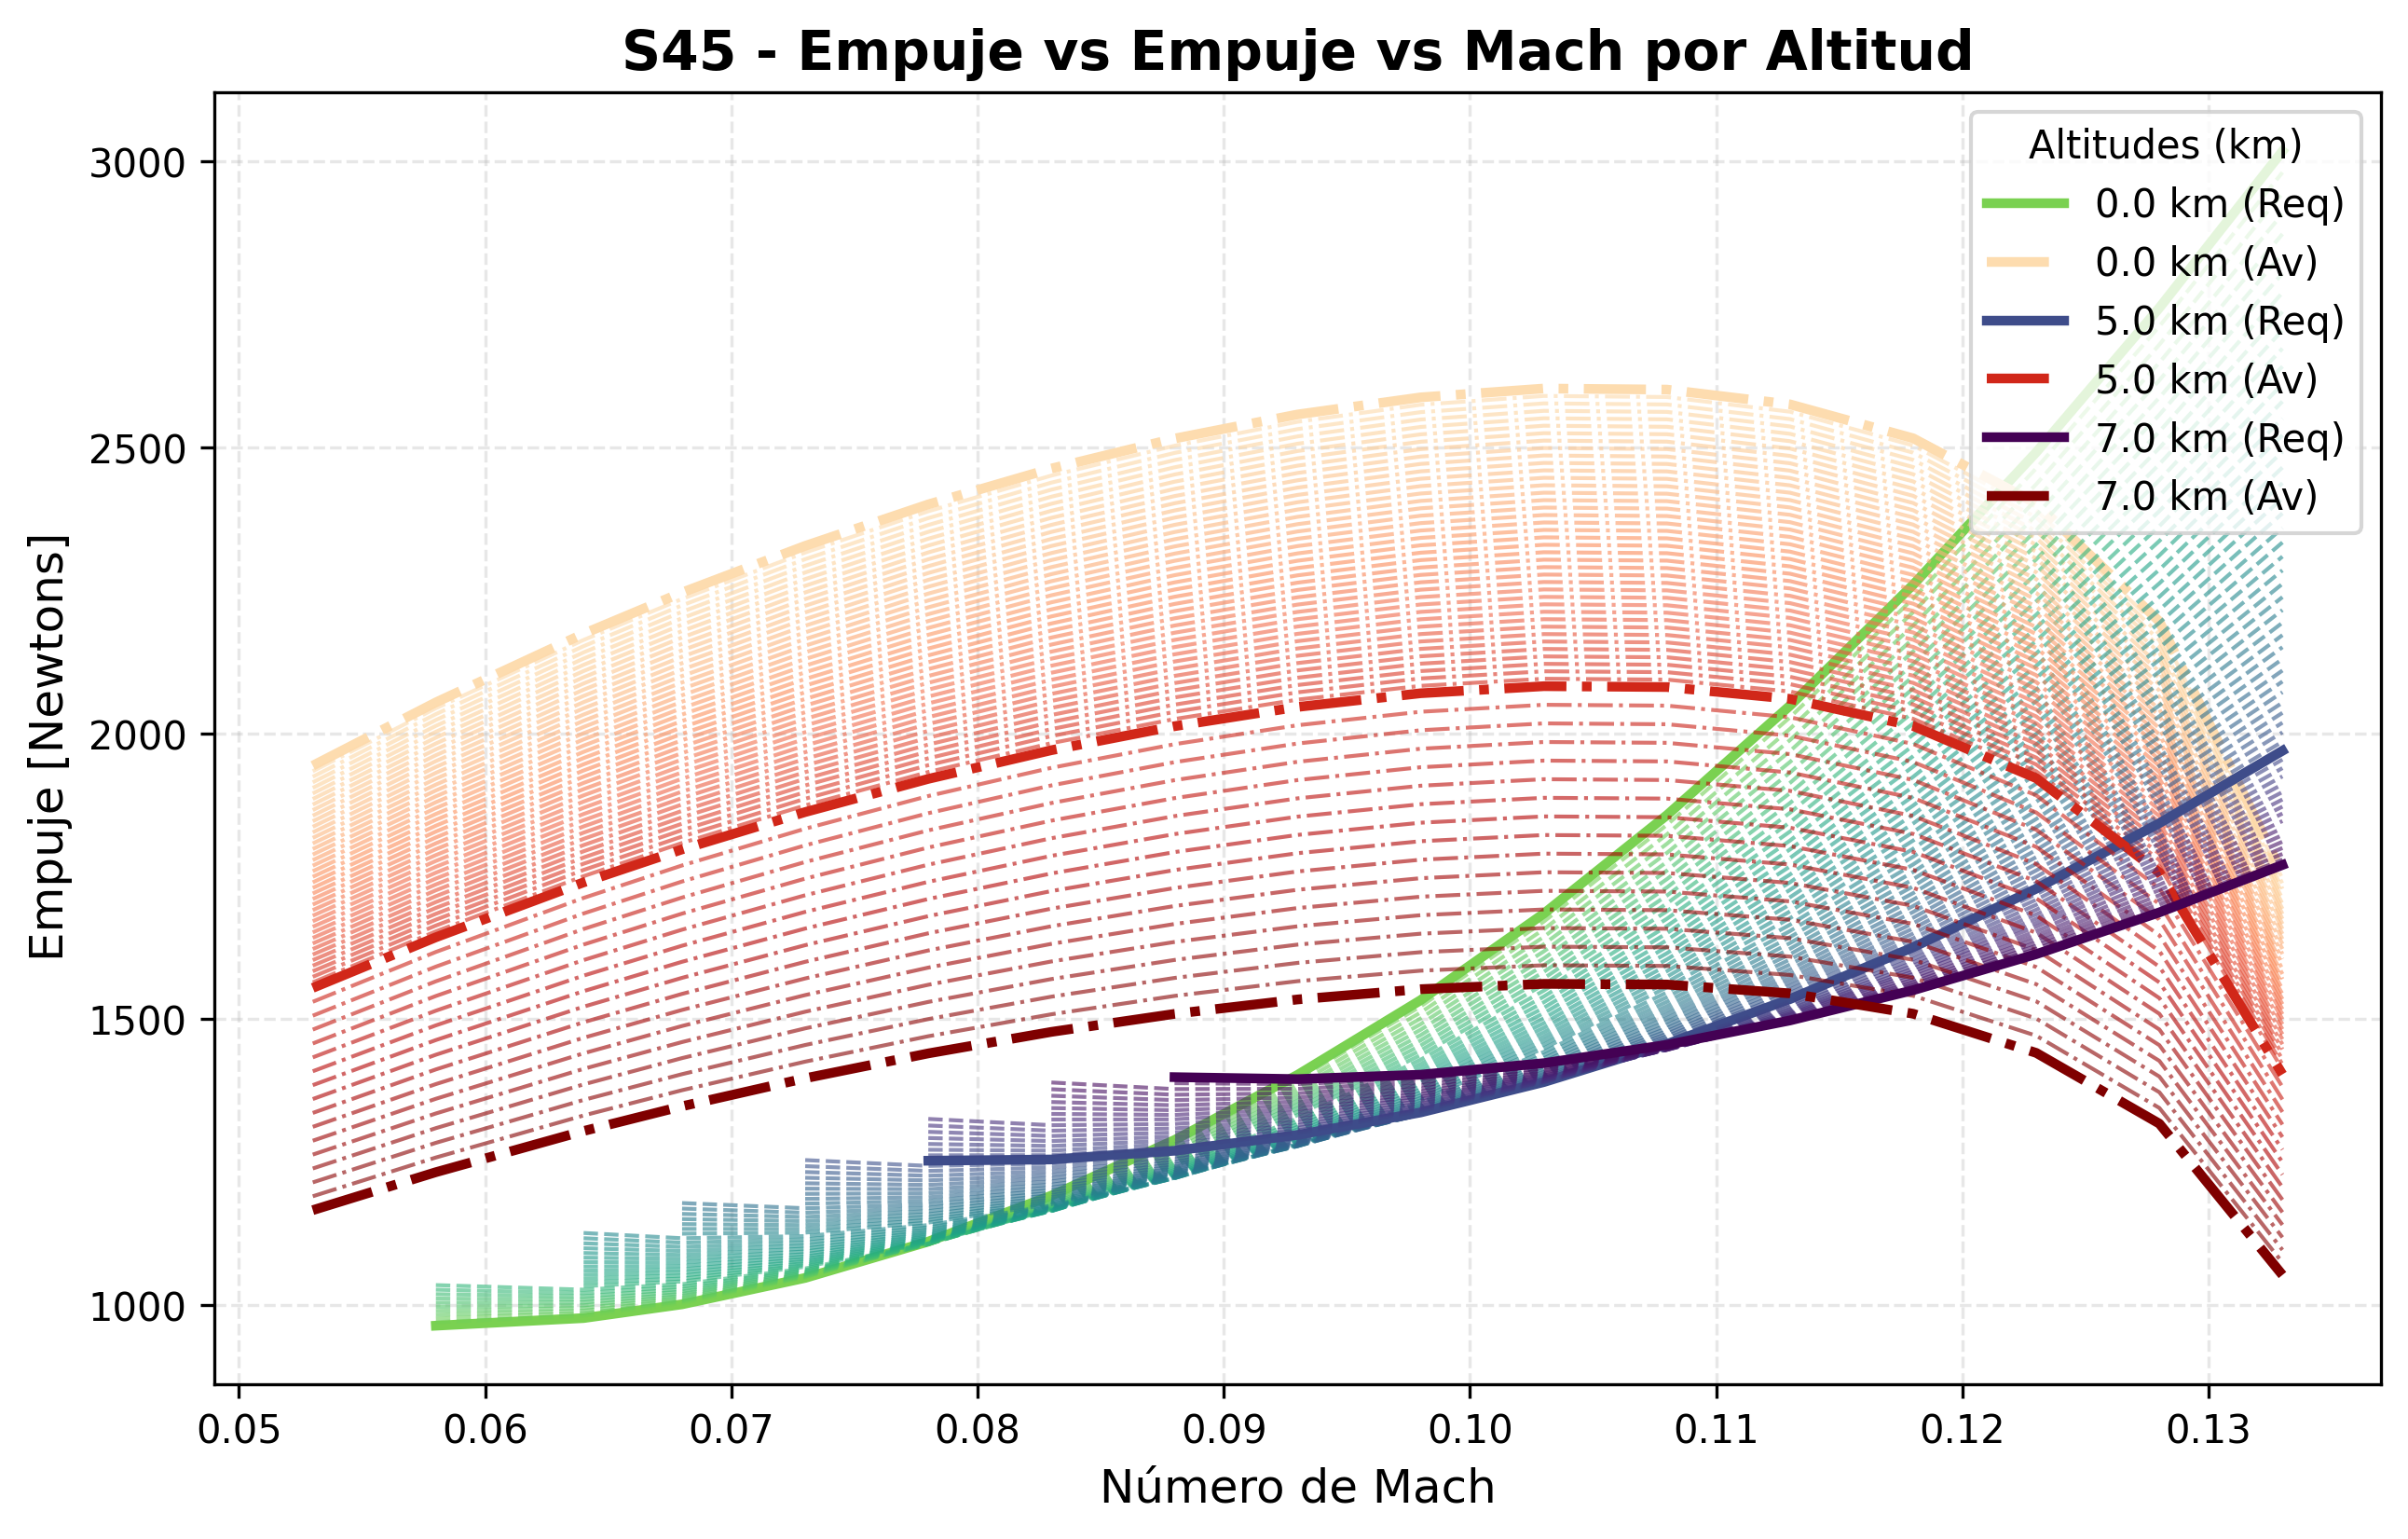 S45 - Empuje vs Empuje vs Mach por Altitud
Empuje [Newtons]
3000
2500
2000
1500
1000
Altitudes (km)
0.0 km (Req)
0.0 km (Av)
5.0 km (Req)
5.0 km (Av)
7.0 km (Req)
7.0 km (Av)
0.05 0.06 0.07 0.08 0.09 0.10 0.11 0.12 0.13
Número de Mach